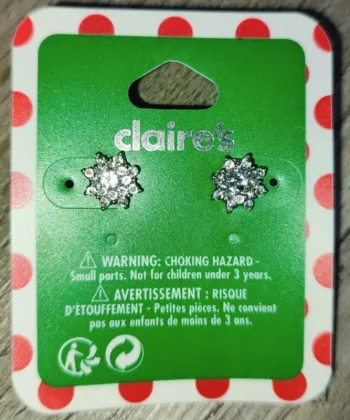 claire's
WARNING: CHOKING HAZARD -
Small parts. Not for children under 3 years.
AVERTISSEMENT : RISQUE
D'ÉTOUFFEMENT - Petites pièces. Ne convient
pas aux enfants de moins de 3 ans.